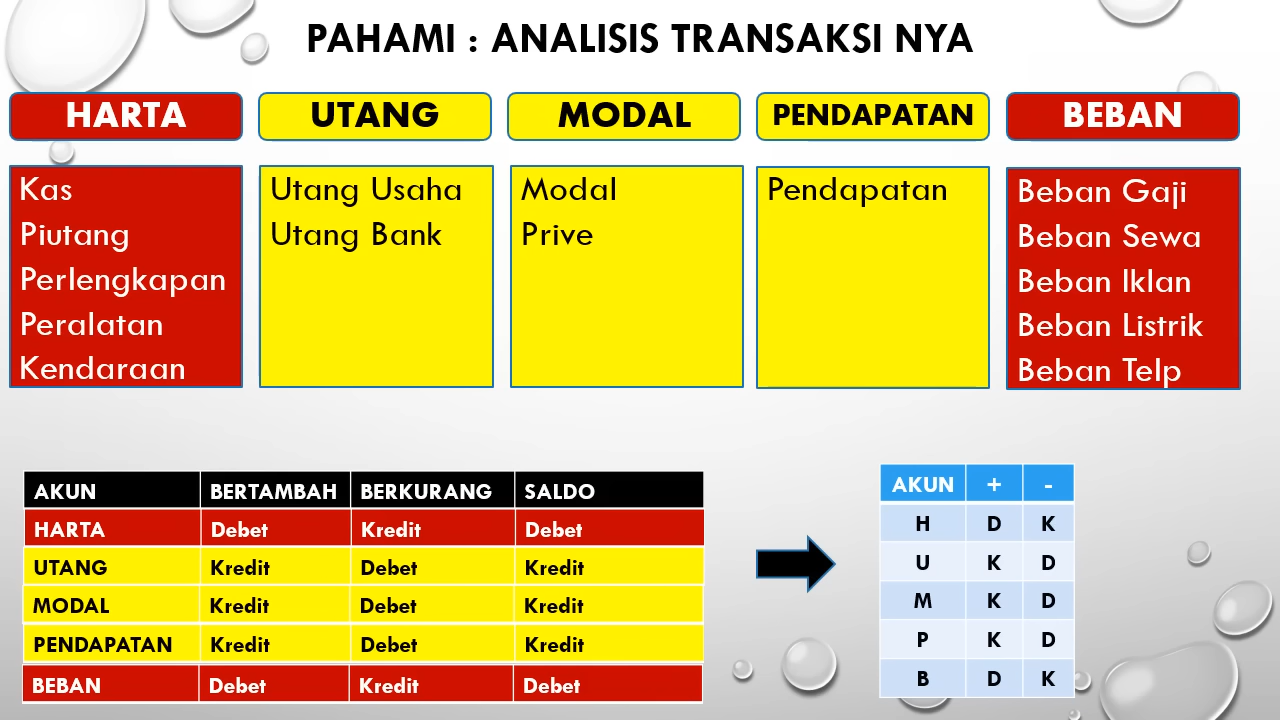 PAHAMI : ANALISIS TRANSAKSI NYA
HARTA
UTANG
MODAL
PENDAPATAN
BEBAN
Kas
Piutang
Perlengkapan
Peralatan
Kendaraan
Utang Usaha
Utang Bank
Modal
Prive
Pendapatan
Beban Gaji
Beban Sewa
Beban Iklan
Beban Listrik
Beban Telp
AKUN BERTAMBAH BERKURANG SALDO
HARTA Debet Kredit Debet
UTANG Kredit Debet Kredit
MODAL Kredit Debet Kredit
PENDAPATAN Kredit Debet Kredit
BEBAN Debet Kredit Debet
AKUN + -
H D K
U K D
M K D
P K D
B D K